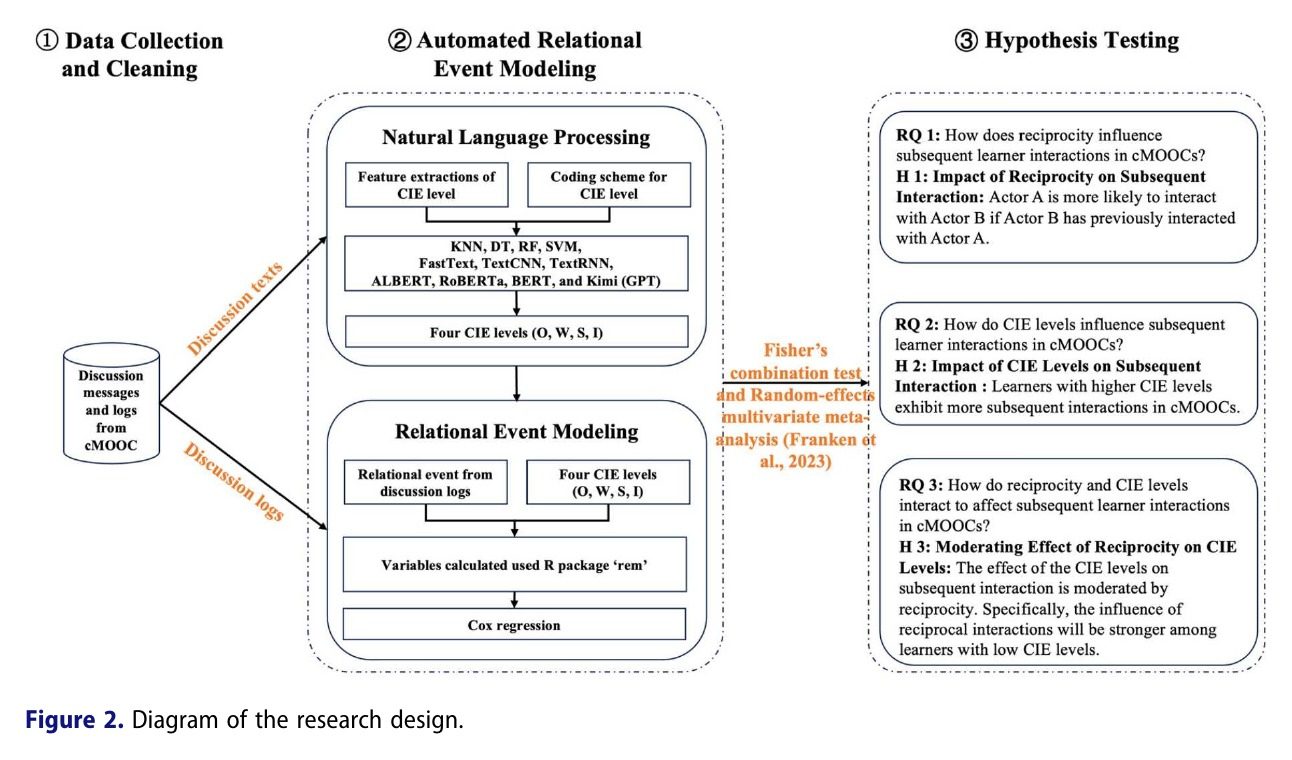 ① Data Collection
and Cleaning
② Automated Relational
Event Modeling
③ Hypothesis Testing
Discussion
messages
and logs
from
cMOOC
Discussion texts
Discussion logs
Natural Language Processing
Feature extractions of
CIE level
Coding scheme for
CIE level
KNN, DT, RF, SVM,
FastText, TextCNN, TextRNN,
ALBERT, RoBERTa, BERT, and Kimi (GPT)
Four CIE levels (O, W, S, I)
Relational Event Modeling
Relational event from
discussion logs
Four CIE levels
(O, W, S, I)
Variables calculated used R package ‘rem’
Cox regression
Fisher’s
combination test
and Random-effects
multivariate meta-
analysis (Franken et
al., 2023)
RQ 1: How does reciprocity influence
subsequent learner interactions in cMOOCs?
H 1: Impact of Reciprocity on Subsequent
Interaction: Actor A is more likely to interact
with Actor B if Actor B has previously interacted
with Actor A.
RQ 2: How do CIE levels influence subsequent
learner interactions in cMOOCs?
H 2: Impact of CIE Levels on Subsequent
Interaction : Learners with higher CIE levels
exhibit more subsequent interactions in cMOOCs.
RQ 3: How do reciprocity and CIE levels
interact to affect subsequent learner interactions
in cMOOCs?
H 3: Moderating Effect of Reciprocity on CIE
Levels: The effect of the CIE levels on
subsequent interaction is moderated by
reciprocity. Specifically, the influence of
reciprocal interactions will be stronger among
learners with low CIE levels.
Figure 2. Diagram of the research design.